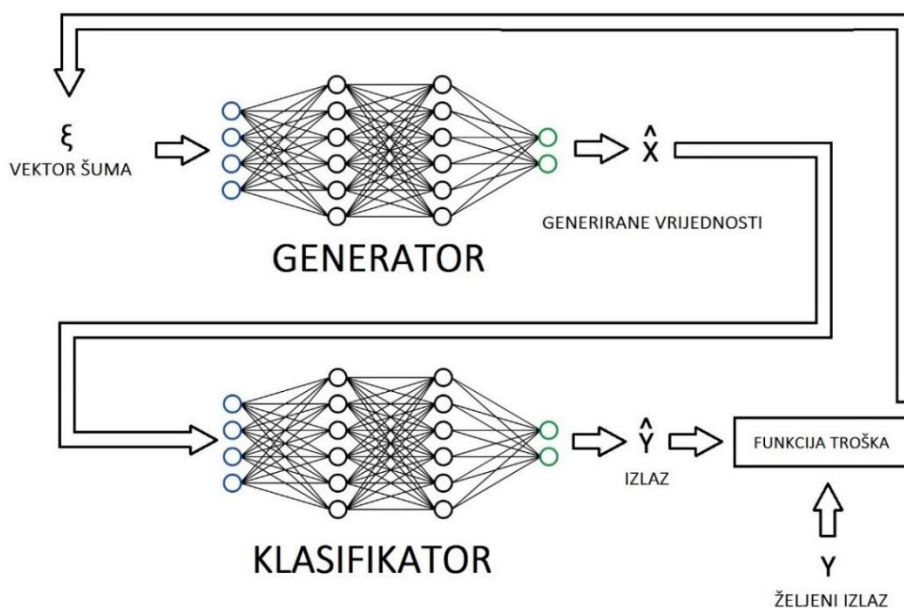 ξ
VEKTOR ŠUMA
X̂
GENERIRANE VRIJEDNOSTI
GENERATOR
Ŷ
IZLAZ
FUNKCIJA TROŠKA
KLASIFIKATOR
Y
ŽELJENI IZLAZ